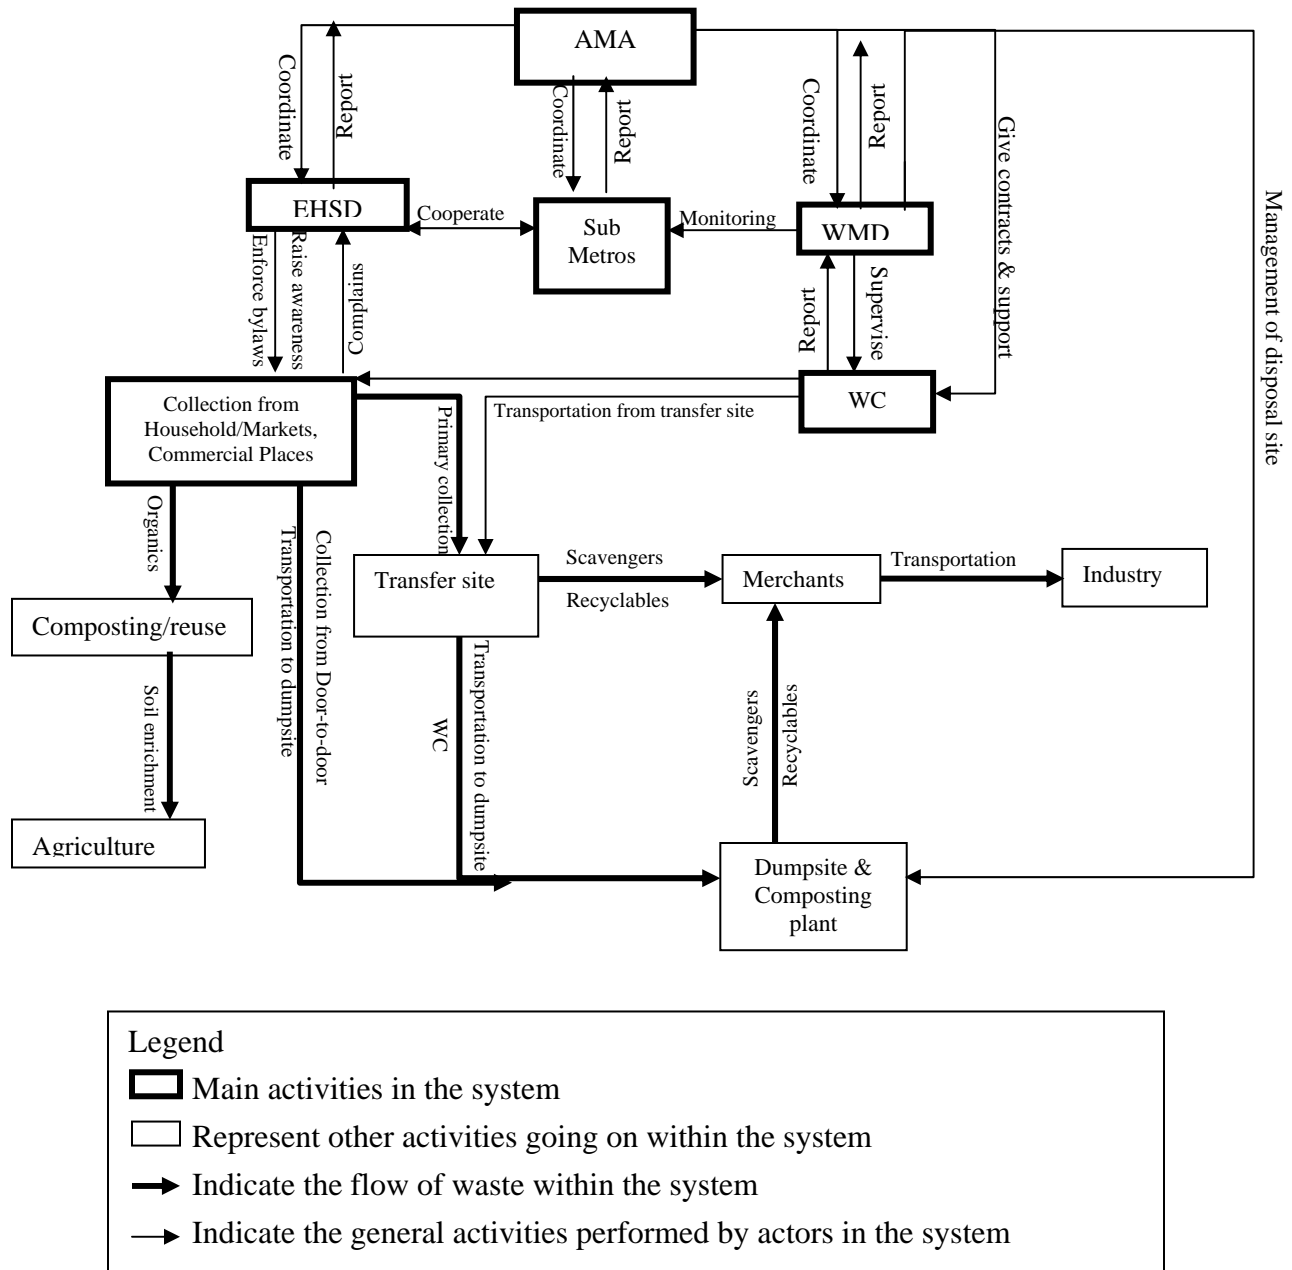 AMA
Coordinate
Report
Coordinate
Report
Coordinate
Report
Give contracts & support
Management of disposal site
EHSD
Cooperate
Sub
Metros
Monitoring
WMD
Enforce bylaws
Raise awareness
Complains
Report
Supervise
Collection from
Household/Markets,
Commercial Places
Transportation from transfer site
WC
Primary collection
Organics
Transportation to dumpsite
Collection from Door-to-door
Transfer site
Scavengers
Recyclables
Merchants
Transportation
Industry
Composting/reuse
Soil enrichment
WC
Transportation to dumpsite
Scavengers
Recyclables
Agriculture
Dumpsite &
Composting
plant
Legend
Main activities in the system
Represent other activities going on within the system
Indicate the flow of waste within the system
Indicate the general activities performed by actors in the system